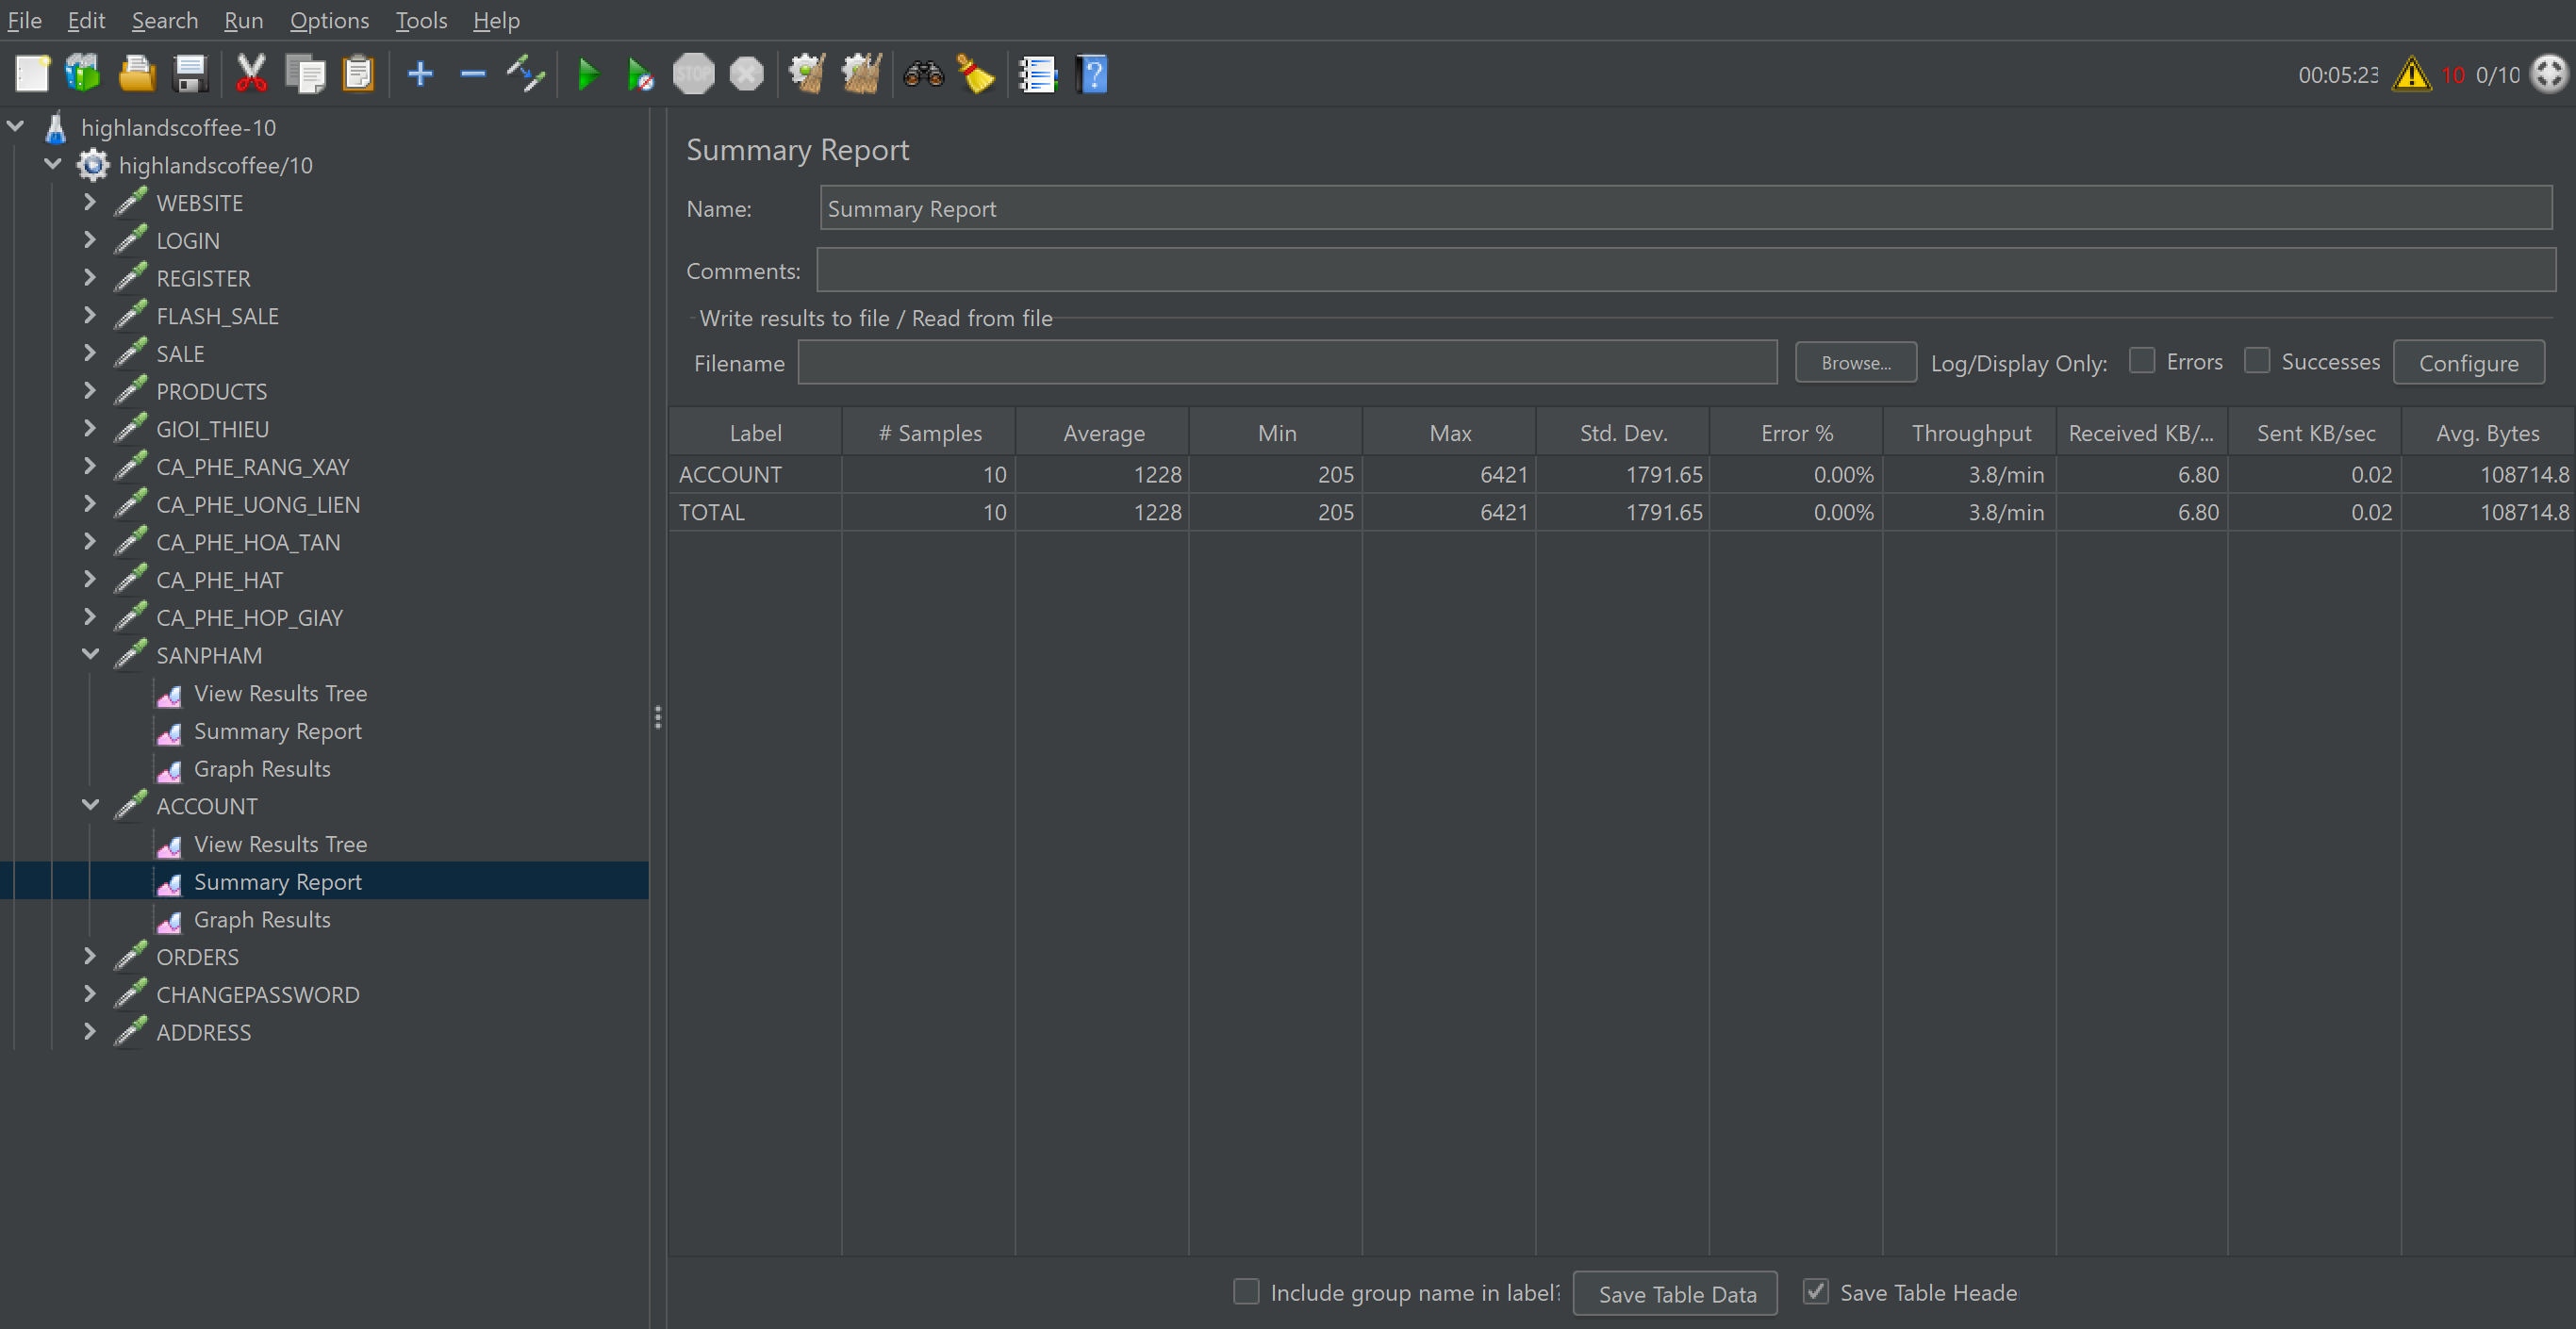 File Edit Search Run Options Tools Help
STOP
00:05:23 10 0/10
highlandscoffee-10
highlandscoffee/10
WEBSITE
LOGIN
REGISTER
FLASH_SALE
SALE
PRODUCTS
GIOI_THIEU
CA_PHE_RANG_XAY
CA_PHE_UONG_LIEN
CA_PHE_HOA_TAN
CA_PHE_HAT
CA_PHE_HOP_GIAY
SANPHAM
View Results Tree
Summary Report
Graph Results
ACCOUNT
View Results Tree
Summary Report
Graph Results
ORDERS
CHANGEPASSWORD
ADDRESS
Summary Report
Name: Summary Report
Comments:
Write results to file / Read from file
Filename Browse... Log/Display Only: Errors Successes Configure
Label # Samples Average Min Max Std. Dev. Error % Throughput Received KB/... Sent KB/sec Avg. Bytes
ACCOUNT 10 1228 205 6421 1791.65 0.00% 3.8/min 6.80 0.02 108714.8
TOTAL 10 1228 205 6421 1791.65 0.00% 3.8/min 6.80 0.02 108714.8
Include group name in label? Save Table Data Save Table Heade